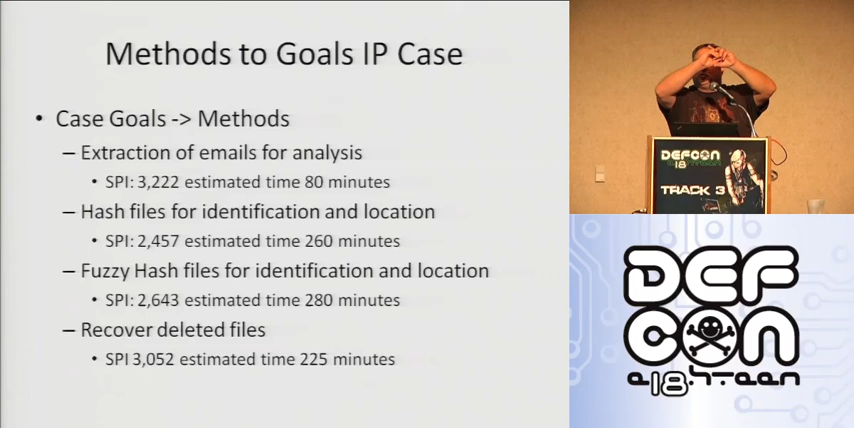 Methods to Goals IP Case
• Case Goals -> Methods
– Extraction of emails for analysis
• SPI: 3,222 estimated time 80 minutes
– Hash files for identification and location
• SPI: 2,457 estimated time 260 minutes
– Fuzzy Hash files for identification and location
• SPI: 2,643 estimated time 280 minutes
– Recover deleted files
• SPI 3,052 estimated time 225 minutes
DEFCON
18
TRACK 3
DEF
CON
e18hteen